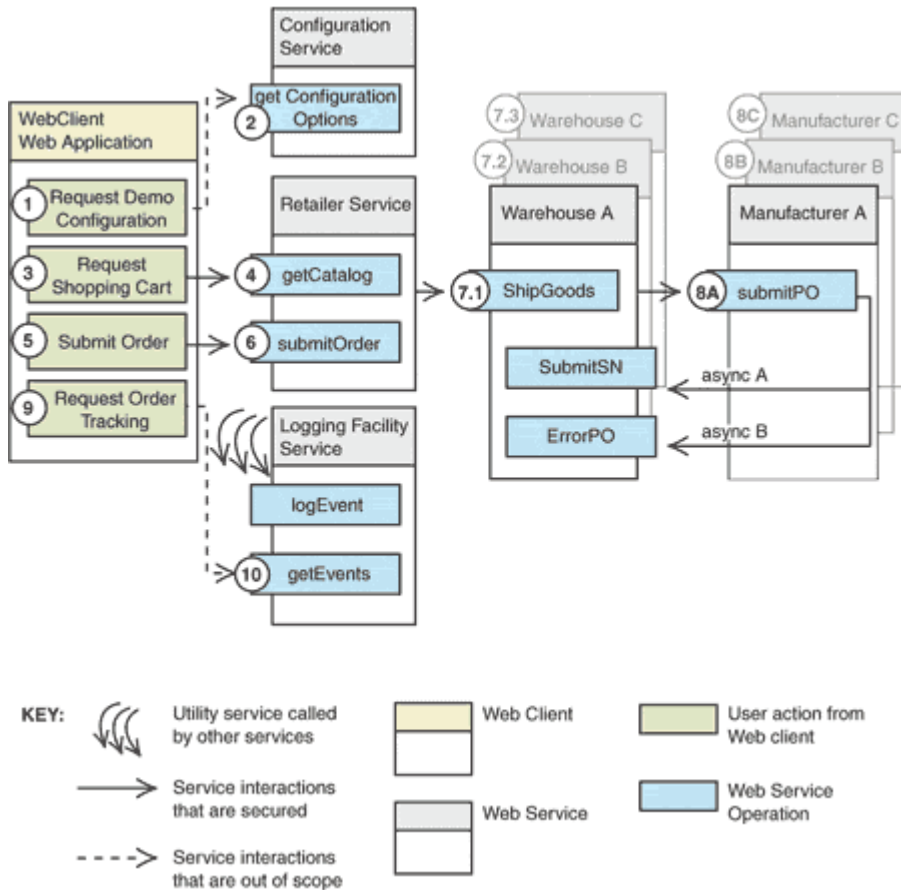 Configuration
Service
get Configuration
Options
2
WebClient
Web Application
1
Request Demo
Configuration
3
Request
Shopping Cart
5
Submit Order
9
Request Order
Tracking
Retailer Service
4
getCatalog
6
submitOrder
Logging Facility
Service
logEvent
10
getEvents
7.3
Warehouse C
7.2
Warehouse B
Warehouse A
7.1
ShipGoods
SubmitSN
ErrorPO
8C
Manufacturer C
8B
Manufacturer B
Manufacturer A
8A
submitPO
async A
async B
KEY:
Utility service called
by other services
Service interactions
that are secured
Service interactions
that are out of scope
Web Client
Web Service
User action from
Web client
Web Service
Operation